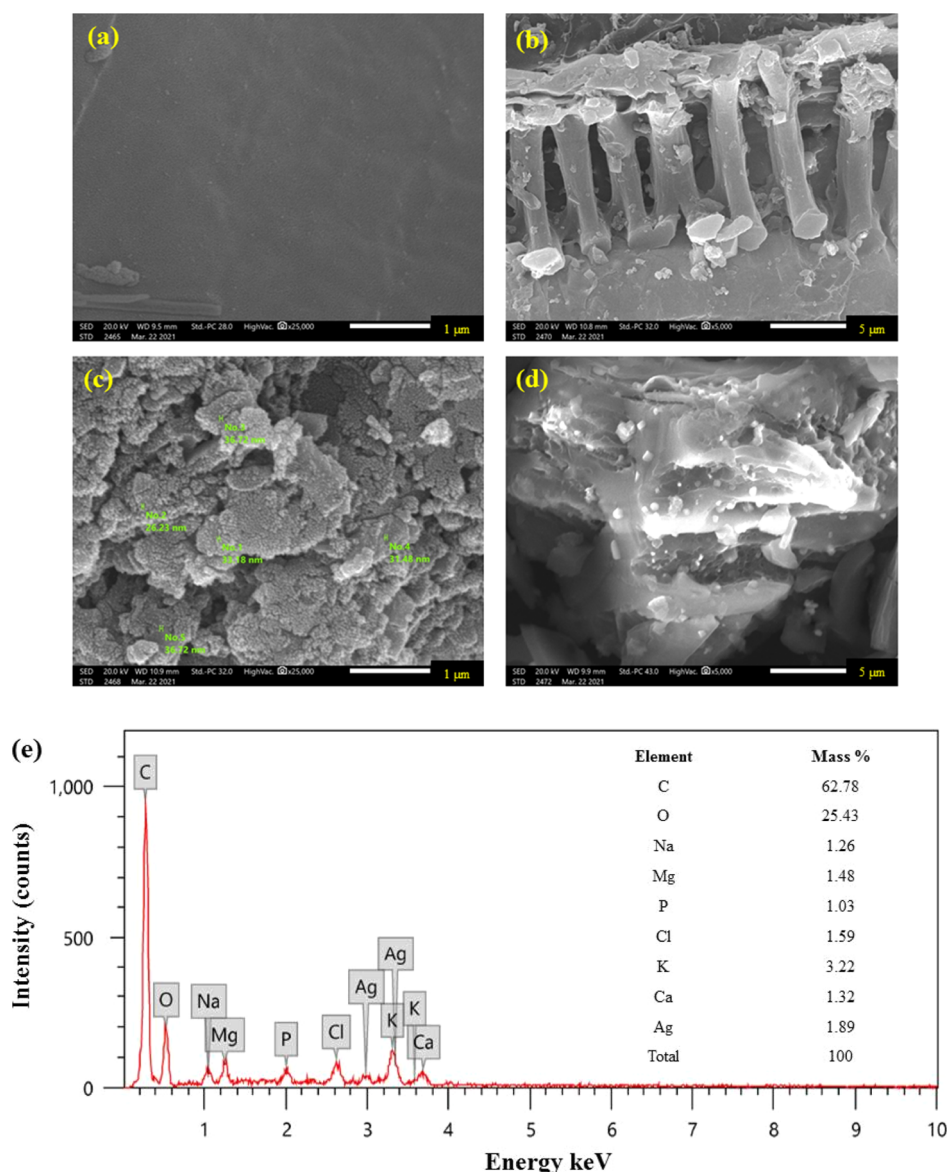 (a)
SED 20.0 kV WD 9.5 mm Std.-PC 28.0 HighVac. x25,000
STD 2465 Mar. 22 2021
1 µm
(b)
SED 20.0 kV WD 10.8 mm Std.-PC 32.0 HighVac. x5,000
STD 2470 Mar. 22 2021
5 µm
(c)
No.2
26.23 nm
No.4
No.5
36.72 nm
SED 20.0 kV WD 10.9 mm Std.-PC 32.0 HighVac. x25,000
STD 2468 Mar. 22 2021
1 µm
(d)
SED 20.0 kV WD 9.9 mm Std.-PC 43.0 HighVac. x5,000
STD 2472 Mar. 22 2021
5 µm
(e)
Intensity (counts)
1,000
500
0
C
O
Na
Mg
P
Cl
Ag
Ag
K
K
Ca
Element Mass %
C 62.78
O 25.43
Na 1.26
Mg 1.48
P 1.03
Cl 1.59
K 3.22
Ca 1.32
Ag 1.89
Total 100
1 2 3 4 5 6 7 8 9 10
Energy keV